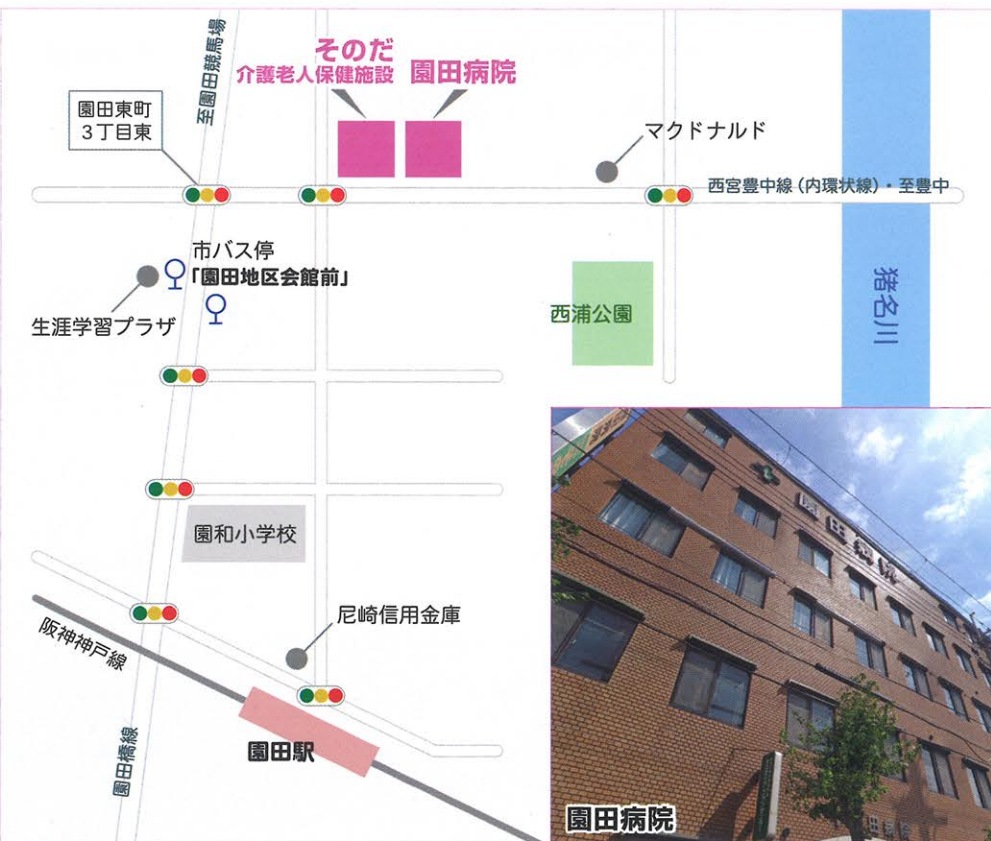 至園田競馬場
そのだ
介護老人保健施設
園田病院
園田東町
3丁目東
マクドナルド
西宮豊中線(内環状線)・至豊中
市バス停
「園田地区会館前」
生涯学習プラザ
西浦公園
猪名川
園和小学校
尼崎信用金庫
阪神神戸線
園田駅
園田橋線
園田病院
園田病院